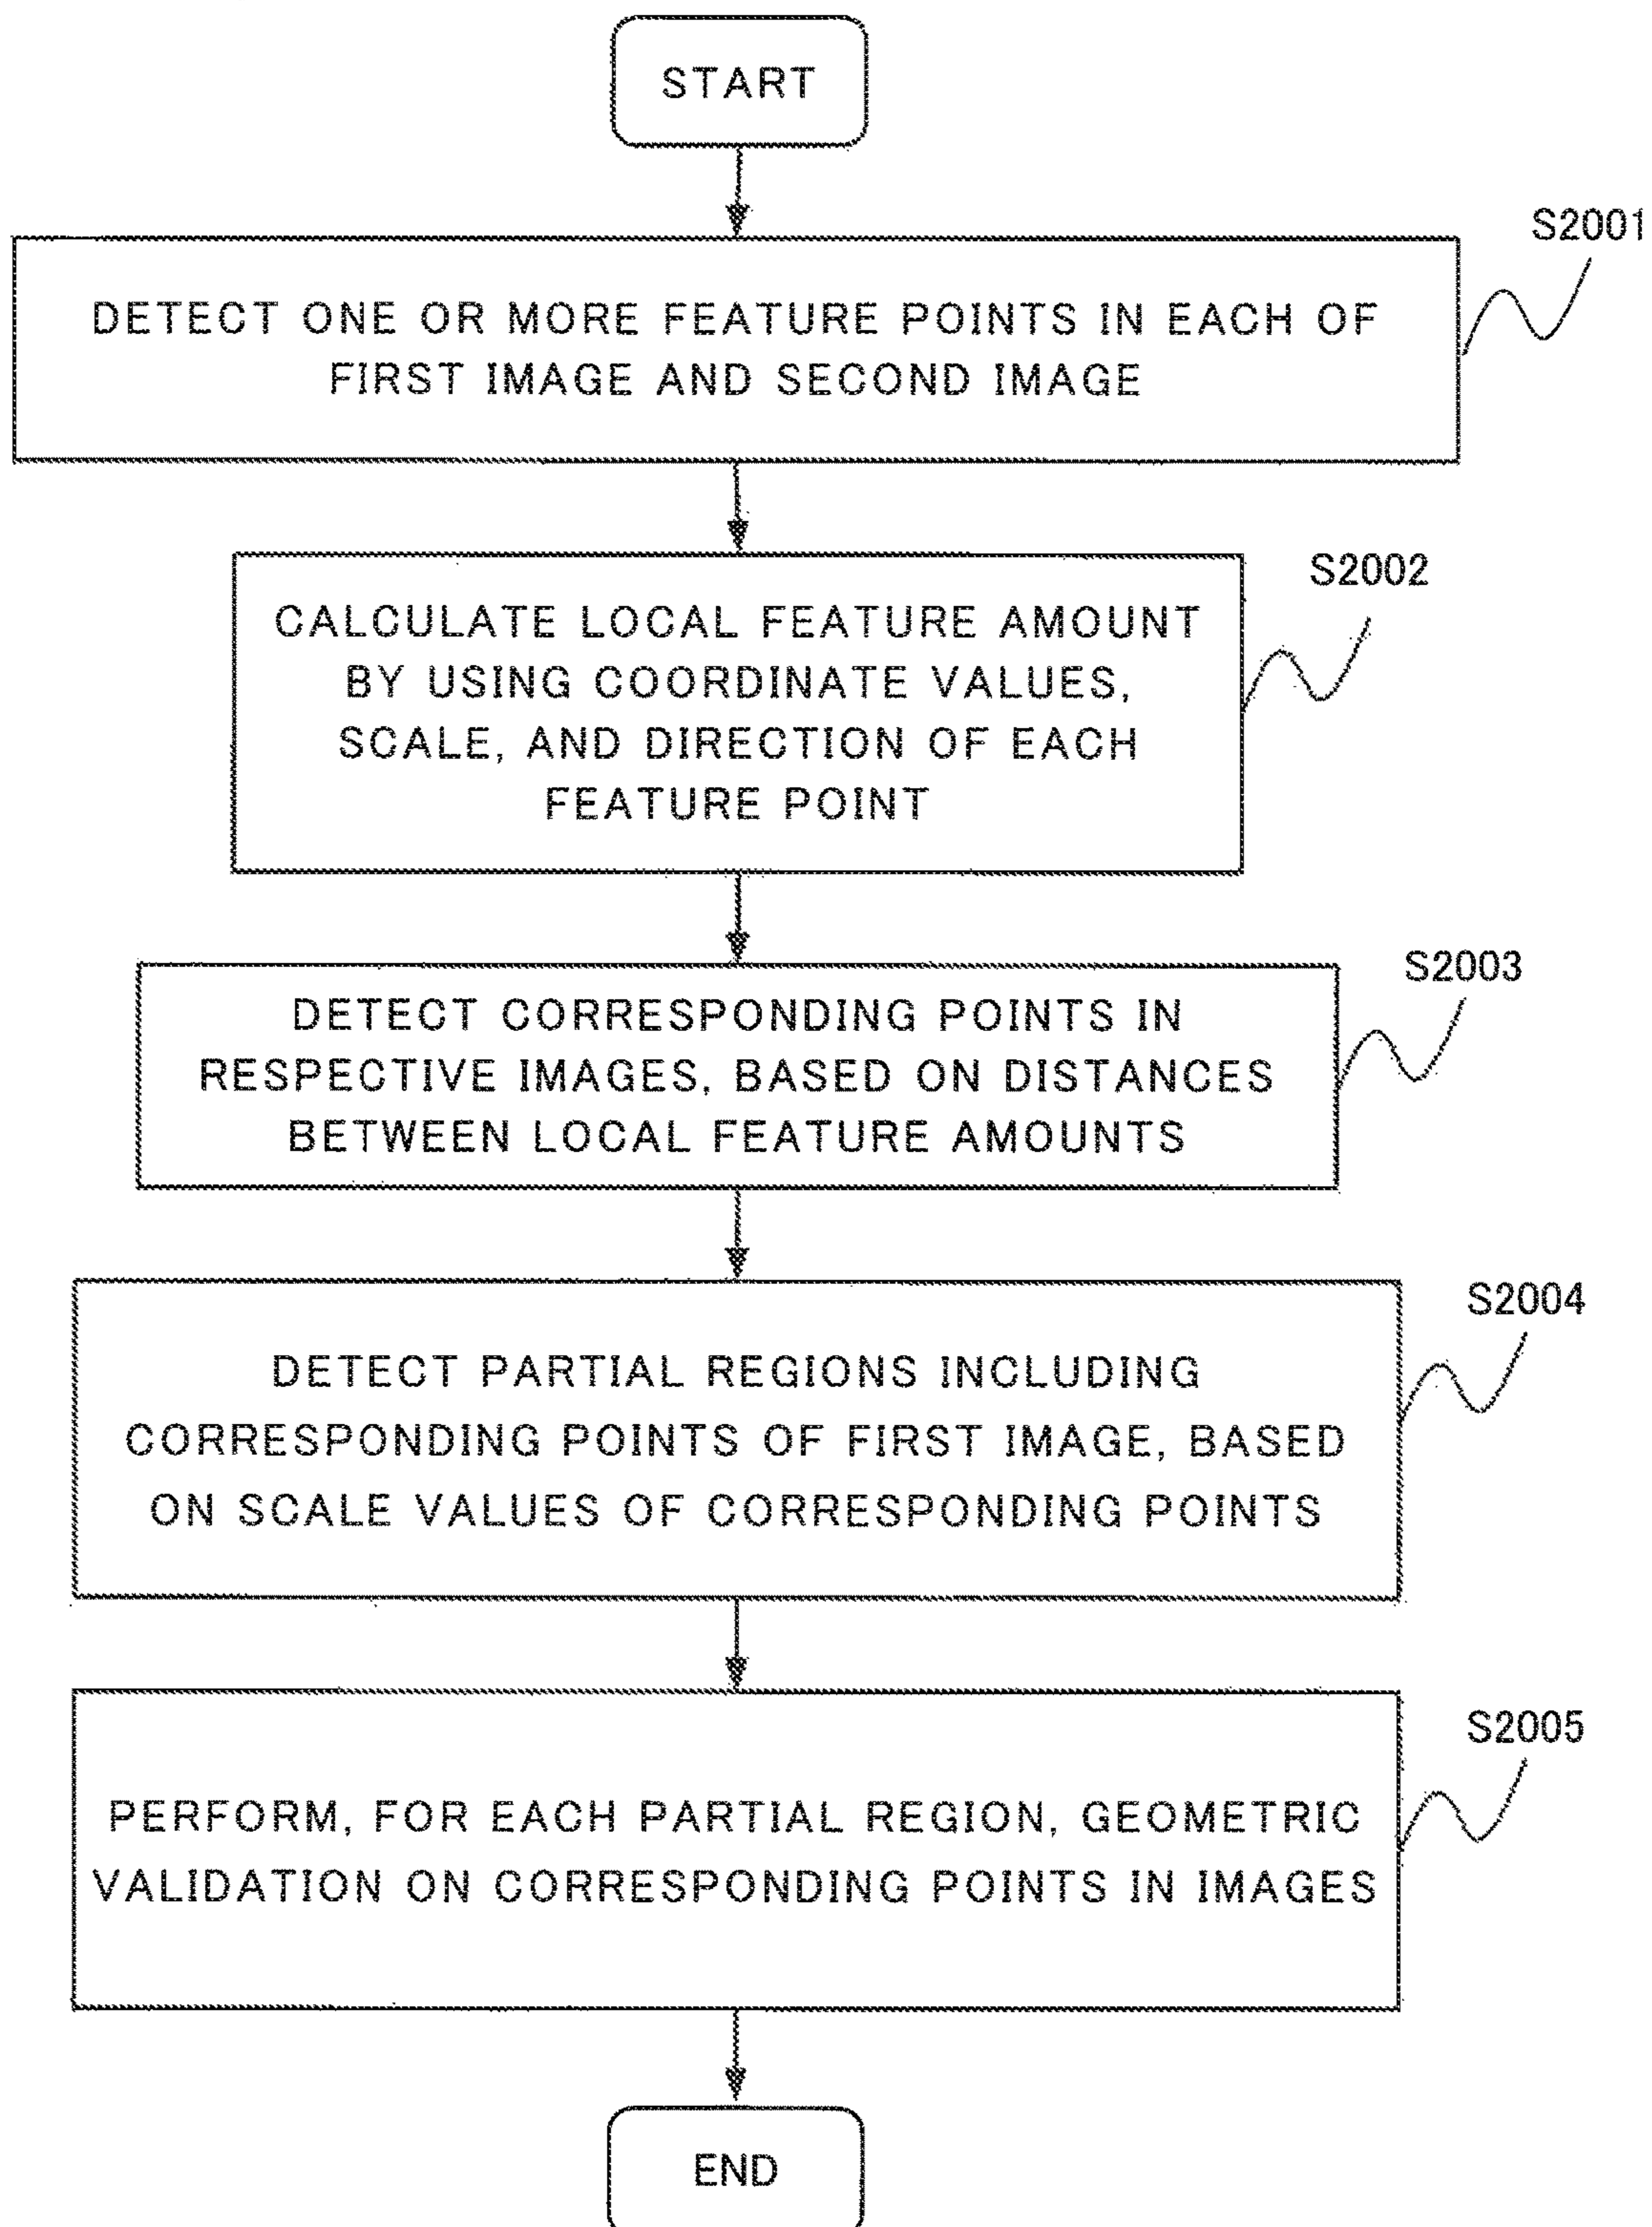 START
S2001
DETECT ONE OR MORE FEATURE POINTS IN EACH OF
FIRST IMAGE AND SECOND IMAGE
S2002
CALCULATE LOCAL FEATURE AMOUNT
BY USING COORDINATE VALUES,
SCALE, AND DIRECTION OF EACH
FEATURE POINT
S2003
DETECT CORRESPONDING POINTS IN
RESPECTIVE IMAGES, BASED ON DISTANCES
BETWEEN LOCAL FEATURE AMOUNTS
S2004
DETECT PARTIAL REGIONS INCLUDING
CORRESPONDING POINTS OF FIRST IMAGE, BASED
ON SCALE VALUES OF CORRESPONDING POINTS
S2005
PERFORM, FOR EACH PARTIAL REGION, GEOMETRIC
VALIDATION ON CORRESPONDING POINTS IN IMAGES
END